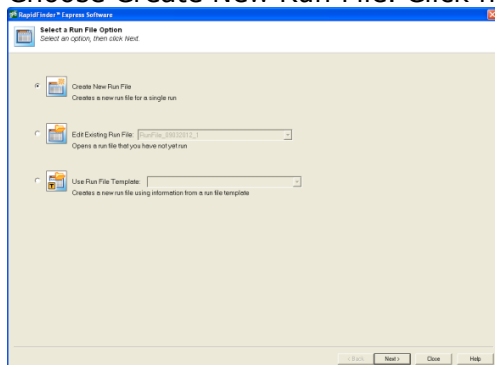 Choose Create New Run File. Click
RapidFinder™ Express Software
Select a Run File Option
Select an option, then click Next.
Create New Run File
Creates a new run file for a single run
Edit Existing Run File: RunFile_09032012_1
Opens a run file that you have not yet run
Use Run File Template:
Creates a new run file using information from a run file template
< Back Next > Close Help